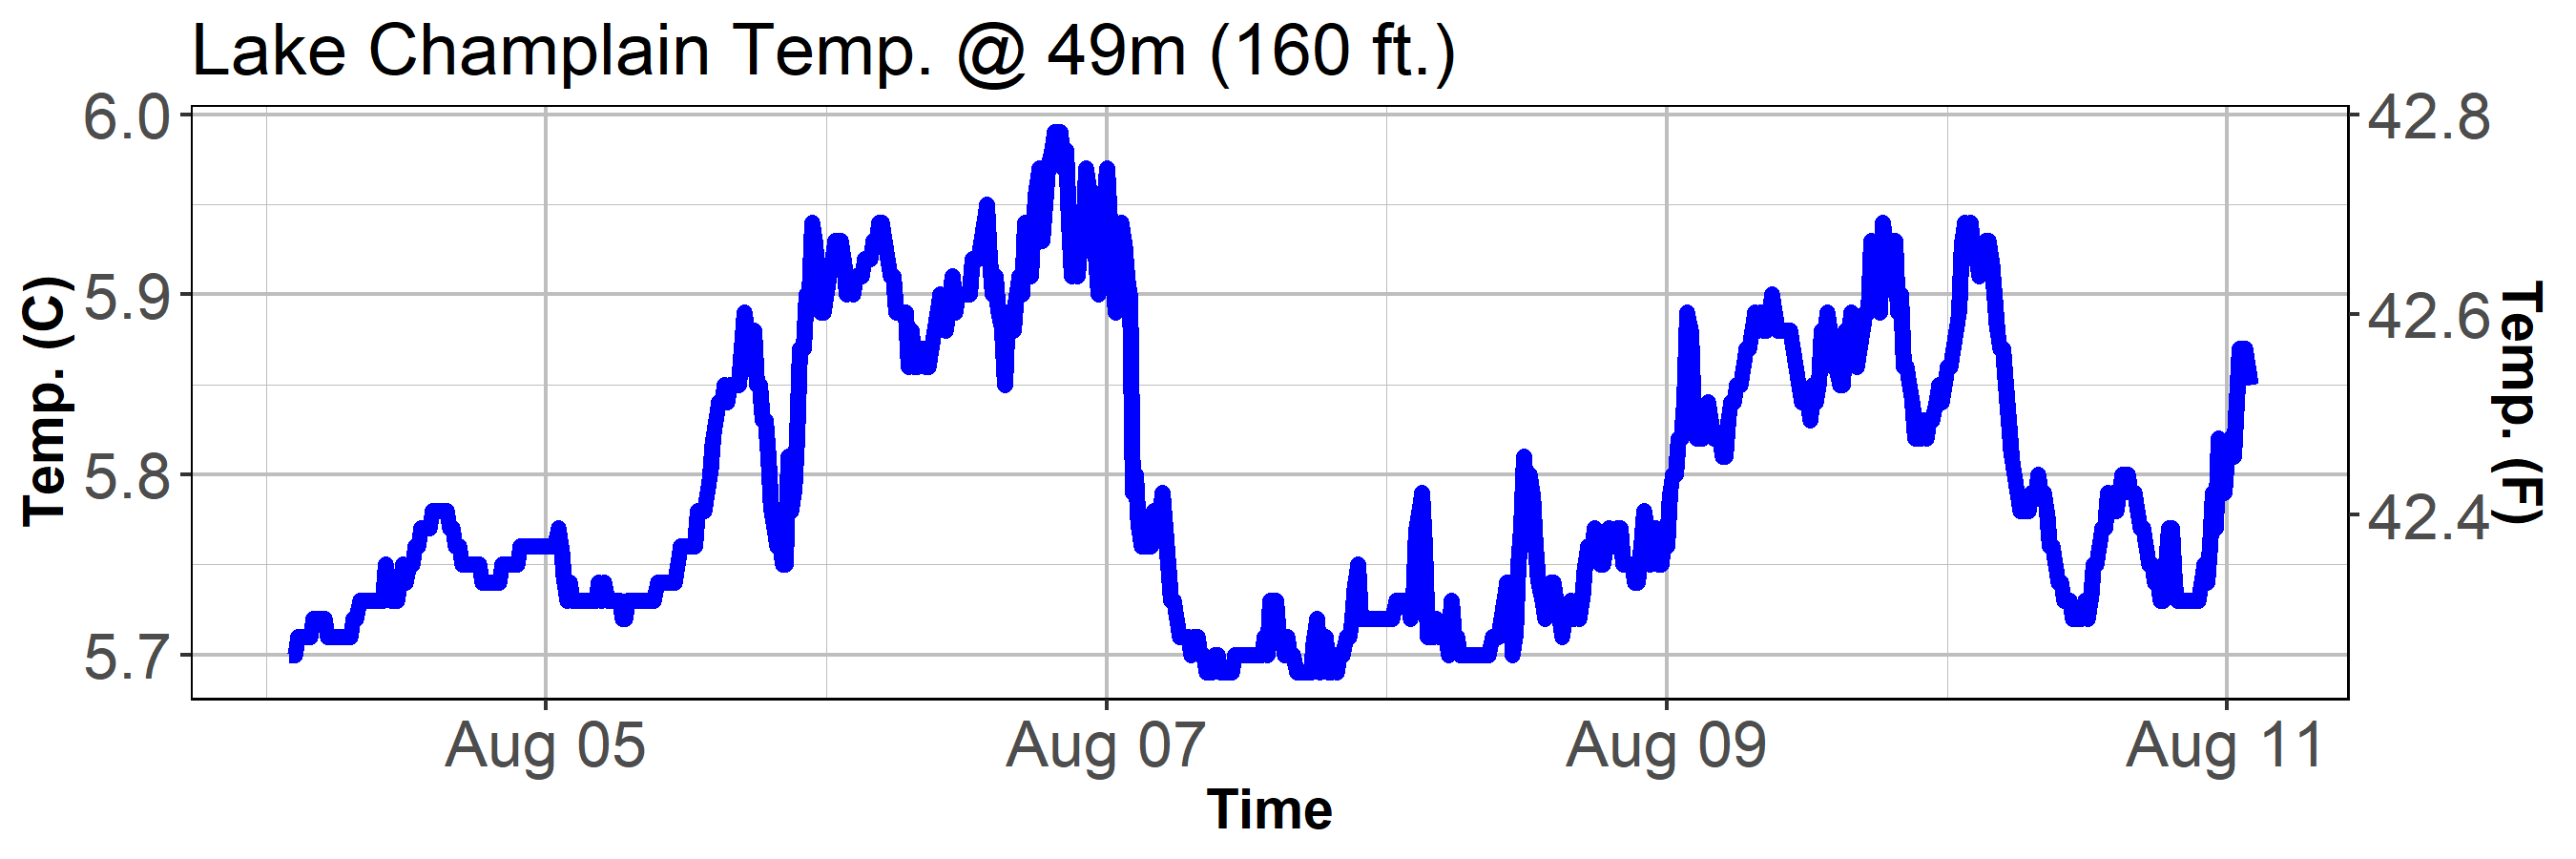 Lake Champlain Temp. @ 49m (160 ft.)
6.0
5.9
5.8
5.7
Temp. (C)
42.8
42.6
42.4
Temp. (F)
Aug 05 Aug 07 Aug 09 Aug 11
Time